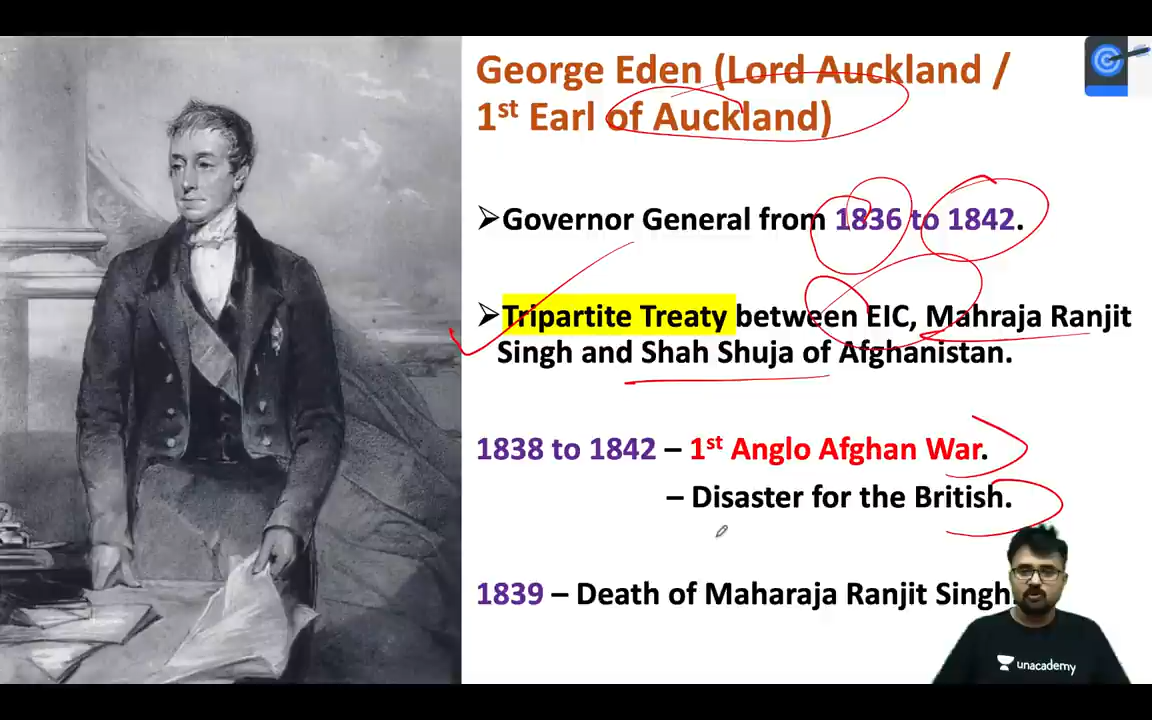 George Eden (Lord Auckland /
1st Earl of Auckland)
➢Governor General from 1836 to 1842.
➢Tripartite Treaty between EIC, Mahraja Ranjit
Singh and Shah Shuja of Afghanistan.
1838 to 1842 – 1st Anglo Afghan War.
– Disaster for the British.
1839 – Death of Maharaja Ranjit Singh.
unacademy